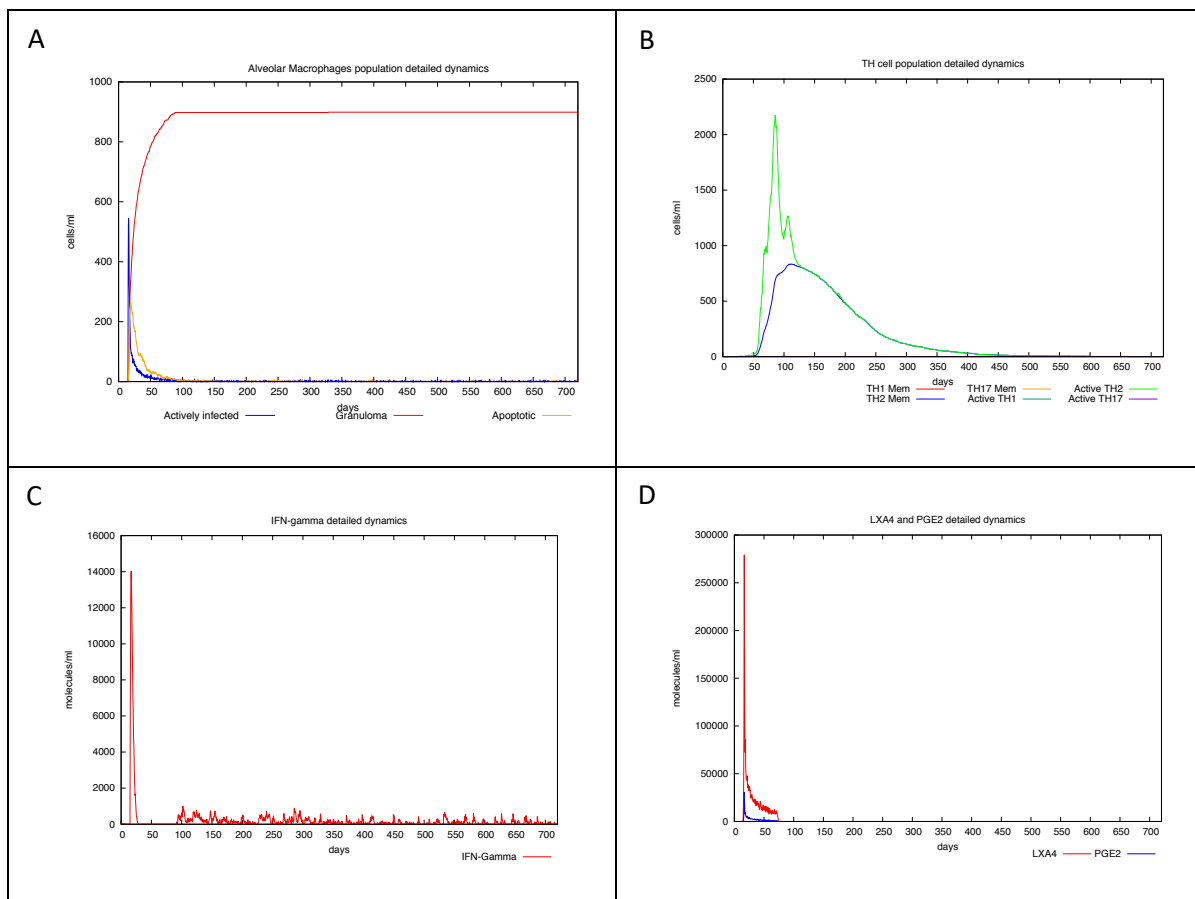 A
Alveolar Macrophages population detailed dynamics
1000
800
600
400
200
0
cells/ml
0 50 100 150 200 250 300 350 400 450 500 550 600 650 700
days
Actively infected Granuloma Apoptotic
B
TH cell population detailed dynamics
2500
2000
1500
1000
500
0
cells/ml
0 50 100 150 200 250 300 350 400 450 500 550 600 650 700
days
TH1 Mem TH17 Mem Active TH2
TH2 Mem Active TH1 Active TH17
C
IFN-gamma detailed dynamics
16000
14000
12000
10000
8000
6000
4000
2000
0
molecules/ml
0 50 100 150 200 250 300 350 400 450 500 550 600 650 700
days
IFN-Gamma
D
LXA4 and PGE2 detailed dynamics
300000
250000
200000
150000
100000
50000
0
molecules/ml
0 50 100 150 200 250 300 350 400 450 500 550 600 650 700
days
LXA4 PGE2